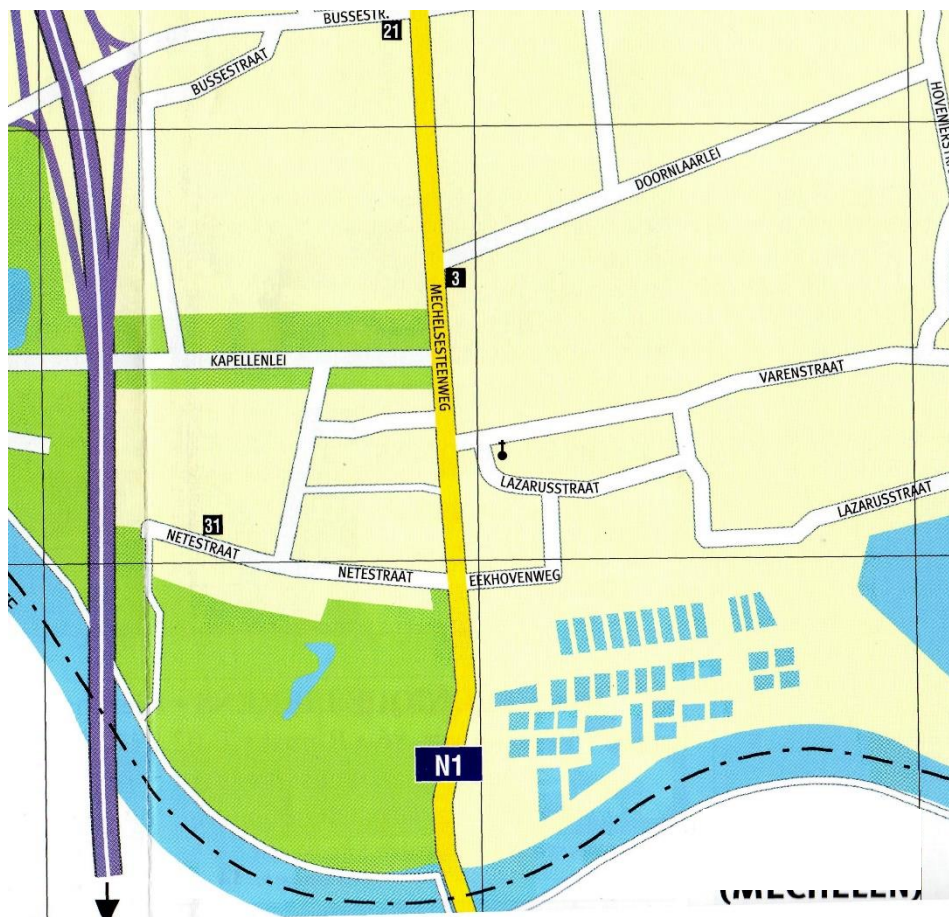 BUSSESTR.
21
BUSSESTRAAT
HOVENIERSTR
DOORNLAARLEI
3
MECHELSESTEENWEG
KAPELLENLEI
VARENSTRAAT
LAZARUSSTRAAT
LAZARUSSTRAAT
31
NETESTRAAT
NETESTRAAT
EEKHOVENWEG
N1
(MECHELEN)